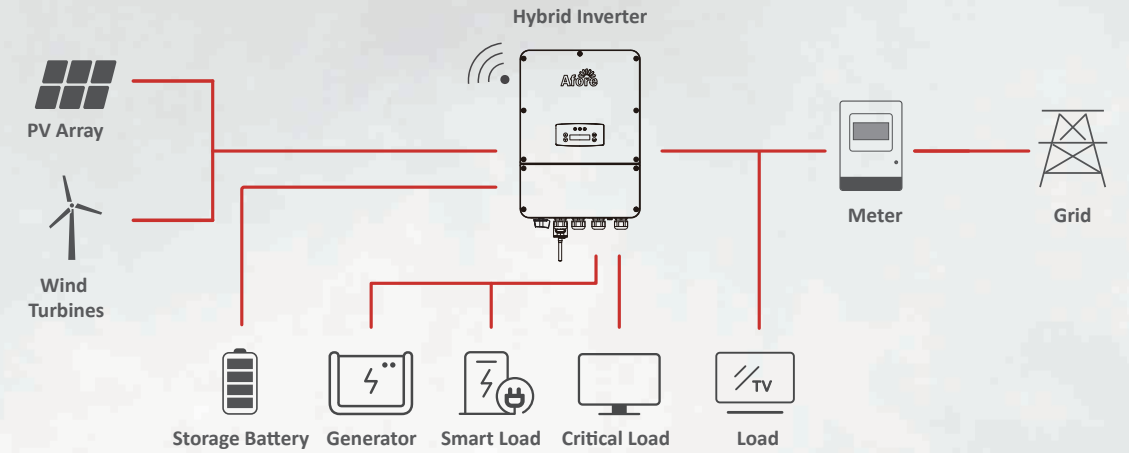 Hybrid Inverter
Afore
PV Array
Wind
Turbines
Meter
Grid
TV
Storage Battery
Generator
Smart Load
Critical Load
Load